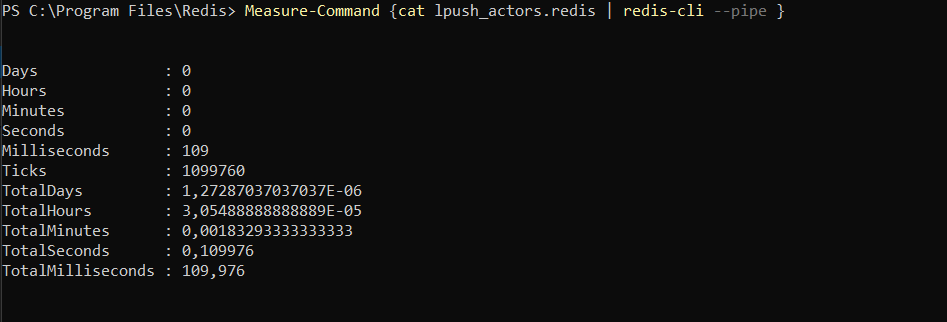 PS C:\Program Files\Redis> Measure-Command {cat lpush_actors.redis | redis-cli --pipe }
Days              : 0
Hours             : 0
Minutes           : 0
Seconds           : 0
Milliseconds      : 109
Ticks             : 1099760
TotalDays         : 1,27287037037037E-06
TotalHours        : 3,05488888888889E-05
TotalMinutes      : 0,00183293333333333
TotalSeconds      : 0,109976
TotalMilliseconds : 109,976